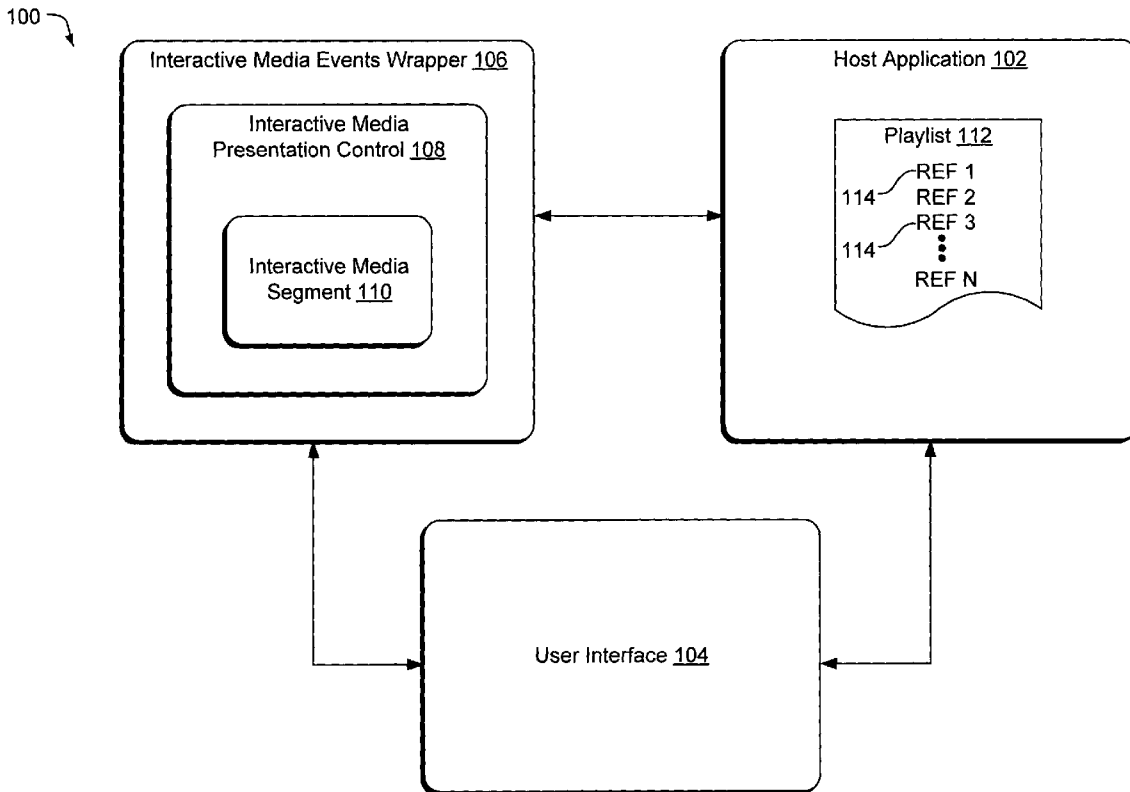 100
Interactive Media Events Wrapper 106
Interactive Media
Presentation Control 108
Interactive Media
Segment 110
Host Application 102
Playlist 112
REF 1
114
REF 2
REF 3
114
REF N
User Interface 104